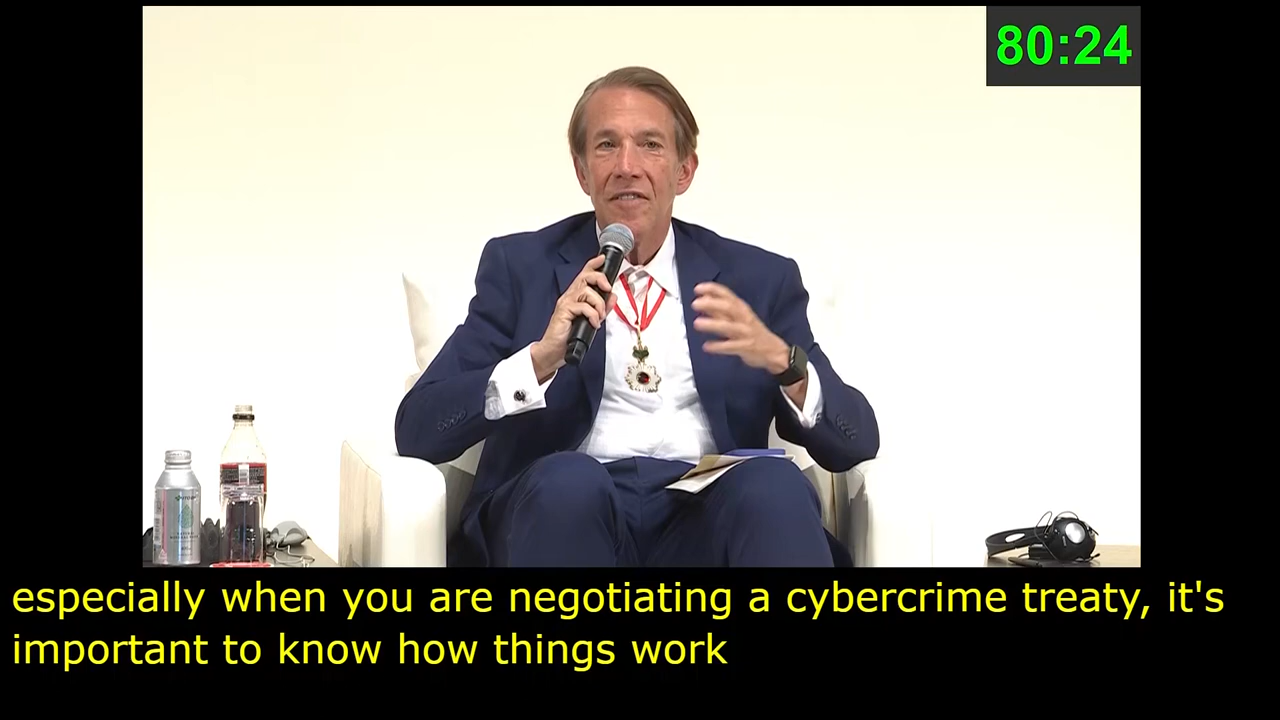 80:24
especially when you are negotiating a cybercrime treaty, it's
important to know how things work